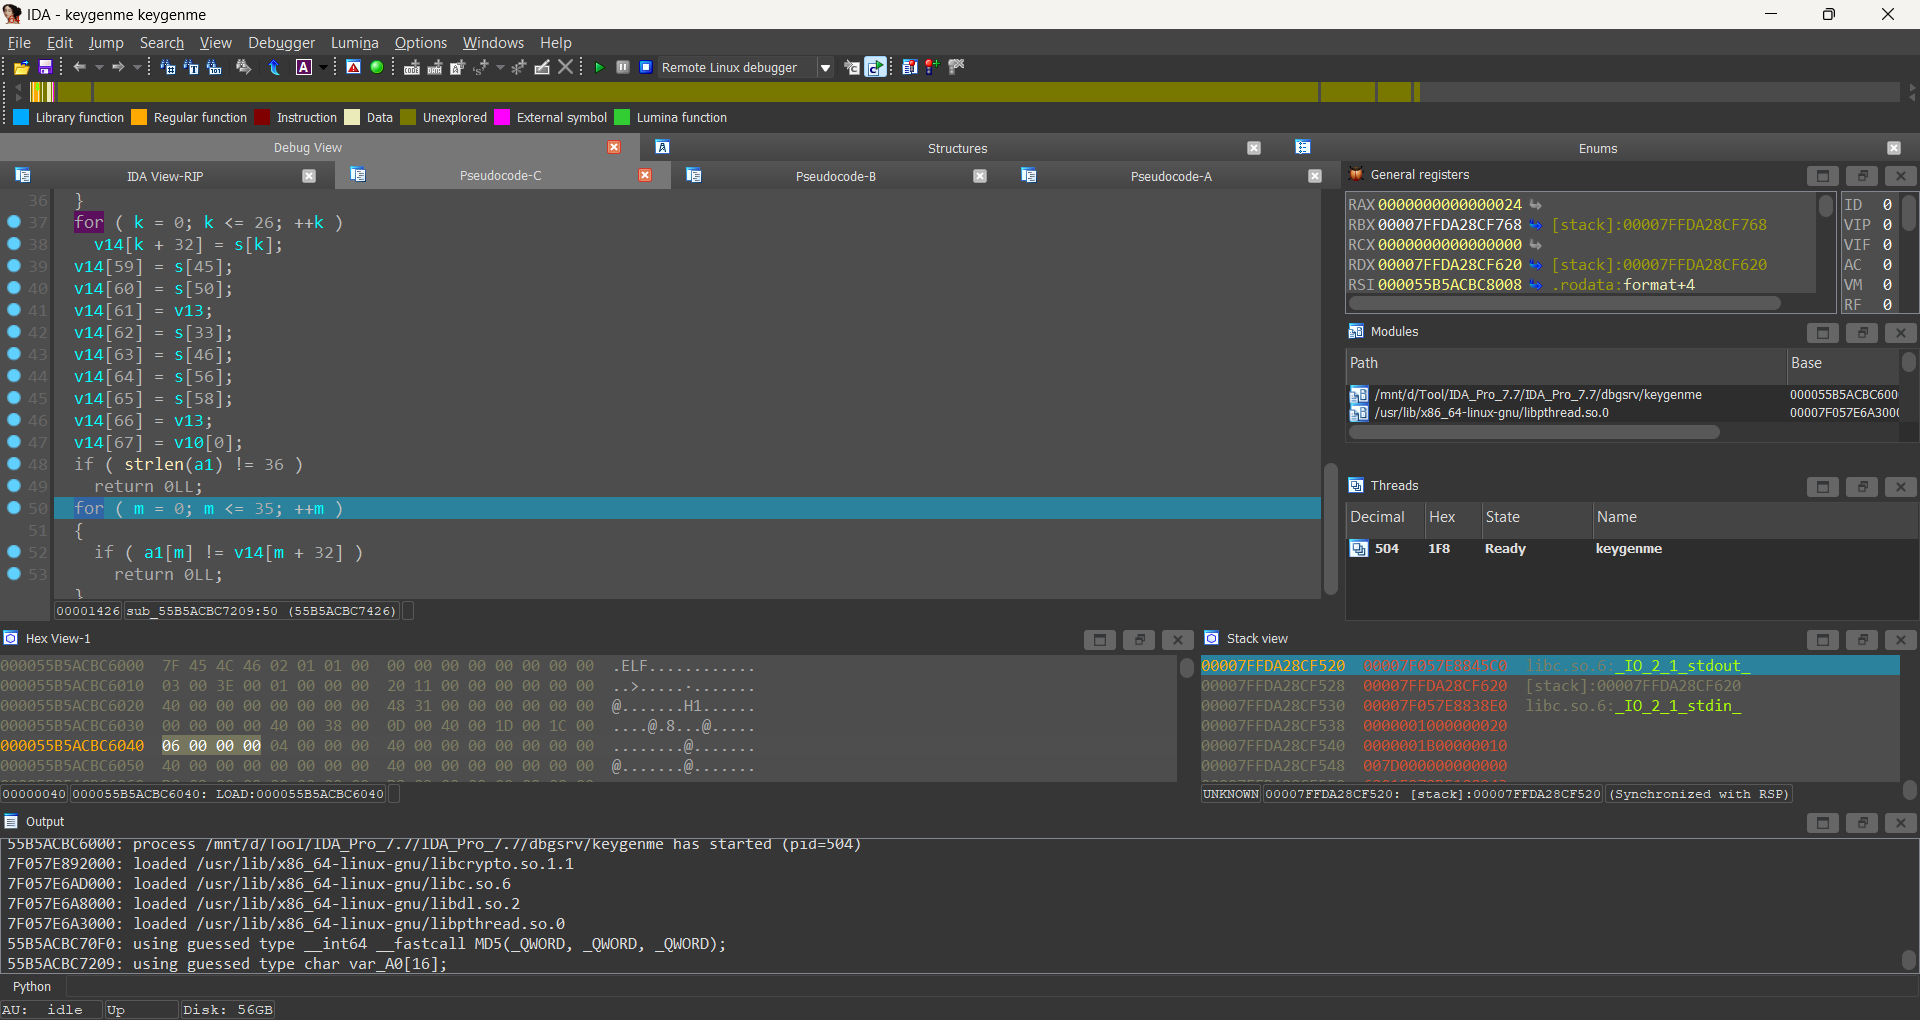 IDA - keygenme keygenme
File Edit Jump Search View Debugger Lumina Options Windows Help
Remote Linux debugger
Library function Regular function Instruction Data Unexplored External symbol Lumina function
Debug View Structures Enums
IDA View-RIP Pseudocode-C Pseudocode-B Pseudocode-A
36 }
37 for ( k = 0; k <= 26; ++k )
38 v14[k + 32] = s[k];
39 v14[59] = s[45];
40 v14[60] = s[50];
41 v14[61] = v13;
42 v14[62] = s[33];
43 v14[63] = s[46];
44 v14[64] = s[56];
45 v14[65] = s[58];
46 v14[66] = v13;
47 v14[67] = v10[0];
48 if ( strlen(a1) != 36 )
49 return 0LL;
50 for ( m = 0; m <= 35; ++m )
51 {
52 if ( a1[m] != v14[m + 32] )
53 return 0LL;
}
00001426 sub_55B5ACBC7209:50 (55B5ACBC7426)
General registers
RAX 0000000000000024
RBX 00007FFDA28CF768 [stack]:00007FFDA28CF768
RCX 0000000000000000
RDX 00007FFDA28CF620 [stack]:00007FFDA28CF620
RSI 000055B5ACBC8008 .rodata:format+4
ID 0
VIP 0
VIF 0
AC 0
VM 0
RF 0
Modules
Path Base
/mnt/d/Tool/IDA_Pro_7.7/IDA_Pro_7.7/dbgsrv/keygenme 000055B5ACBC600
/usr/lib/x86_64-linux-gnu/libpthread.so.0 00007F057E6A300
Threads
Decimal Hex State Name
504 1F8 Ready keygenme
Hex View-1
000055B5ACBC6000 7F 45 4C 46 02 01 01 00 00 00 00 00 00 00 00 00 .ELF............
000055B5ACBC6010 03 00 3E 00 01 00 00 00 20 11 00 00 00 00 00 00 ..>.....·.......
000055B5ACBC6020 40 00 00 00 00 00 00 00 48 31 00 00 00 00 00 00 @.......H1......
000055B5ACBC6030 00 00 00 00 40 00 38 00 0D 00 40 00 1D 00 1C 00 ....@.8...@.....
000055B5ACBC6040 06 00 00 00 04 00 00 00 40 00 00 00 00 00 00 00 ........@.......
000055B5ACBC6050 40 00 00 00 00 00 00 00 40 00 00 00 00 00 00 00 @.......@.......
00000040 000055B5ACBC6040: LOAD:000055B5ACBC6040
Stack view
00007FFDA28CF520 00007F057E8845C0 libc.so.6:_IO_2_1_stdout_
00007FFDA28CF528 00007FFDA28CF620 [stack]:00007FFDA28CF620
00007FFDA28CF530 00007F057E8838E0 libc.so.6:_IO_2_1_stdin_
00007FFDA28CF538 0000001000000020
00007FFDA28CF540 0000001B00000010
00007FFDA28CF548 007D000000000000
UNKNOWN 00007FFDA28CF520: [stack]:00007FFDA28CF520 (Synchronized with RSP)
Output
55B5ACBC6000: process /mnt/d/Tool/IDA_Pro_7.7/IDA_Pro_7.7/dbgsrv/keygenme has started (pid=504)
7F057E892000: loaded /usr/lib/x86_64-linux-gnu/libcrypto.so.1.1
7F057E6AD000: loaded /usr/lib/x86_64-linux-gnu/libc.so.6
7F057E6A8000: loaded /usr/lib/x86_64-linux-gnu/libdl.so.2
7F057E6A3000: loaded /usr/lib/x86_64-linux-gnu/libpthread.so.0
55B5ACBC70F0: using guessed type __int64 __fastcall MD5(_QWORD, _QWORD, _QWORD);
55B5ACBC7209: using guessed type char var_A0[16];
Python
AU: idle Up Disk: 56GB